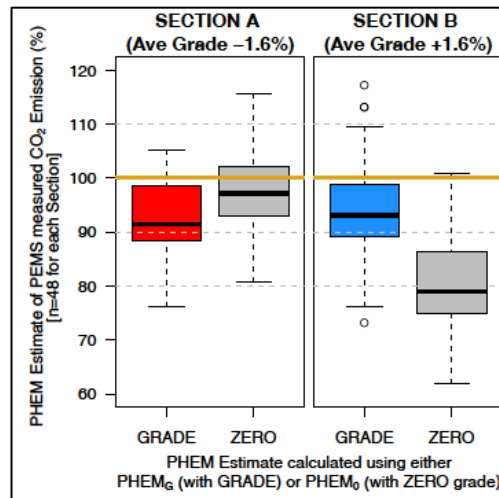 SECTION A
(Ave Grade −1.6%)
SECTION B
(Ave Grade +1.6%)
PHEM Estimate of PEMS measured CO₂ Emission (%)
[n=48 for each Section]
120
110
100
90
80
70
60
GRADE
ZERO
GRADE
ZERO
PHEM Estimate calculated using either
PHEM_G (with GRADE) or PHEM₀ (with ZERO grade)